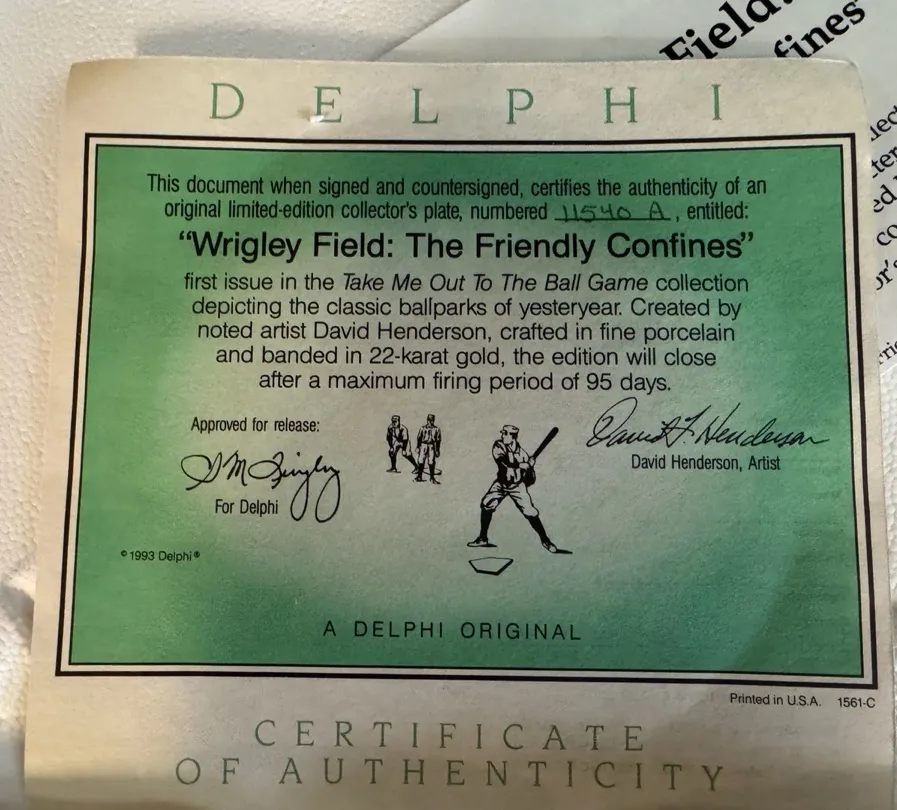 Field
fines"
DELPHI
This document when signed and countersigned, certifies the authenticity of an
original limited-edition collector's plate, numbered 11540 A, entitled:
"Wrigley Field: The Friendly Confines"
first issue in the Take Me Out To The Ball Game collection
depicting the classic ballparks of yesteryear. Created by
noted artist David Henderson, crafted in fine porcelain
and banded in 22-karat gold, the edition will close
after a maximum firing period of 95 days.
Approved for release:
David F. Henderson
David Henderson, Artist
For Delphi
© 1993 Delphi®
A DELPHI ORIGINAL
Printed in U.S.A. 1561-C
CERTIFICATE
OF AUTHENTICITY